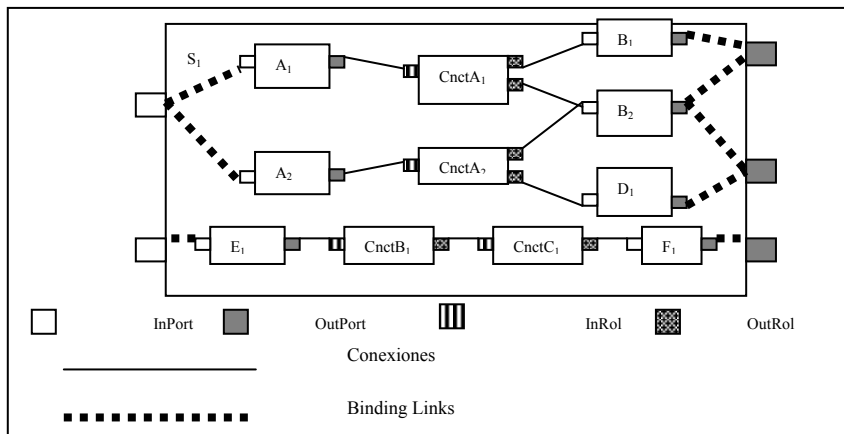 S₁
A₁
CnctA₁
B₁
B₂
A₂
CnctA₂
D₁
E₁
CnctB₁
CnctC₁
F₁
InPort OutPort InRol OutRol
Conexiones
Binding Links